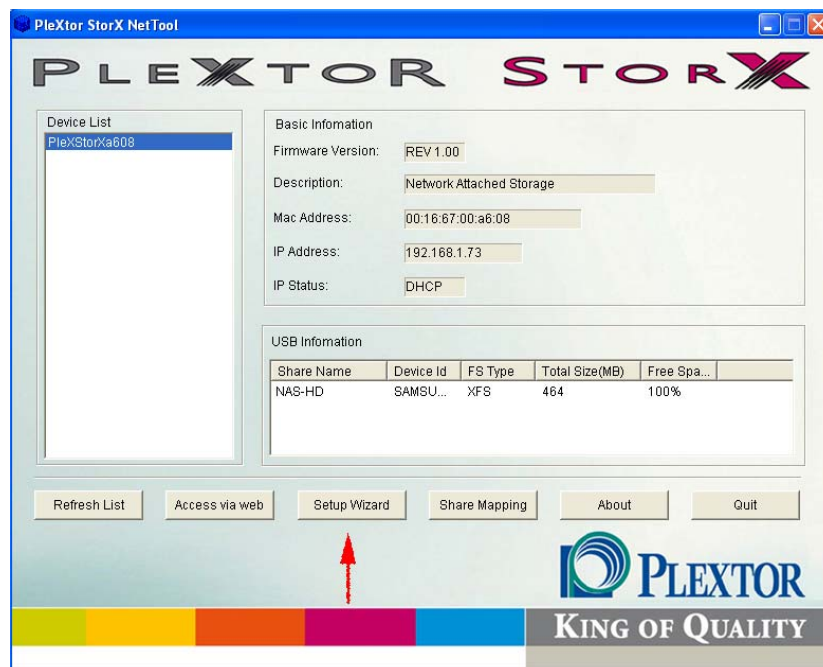 PleXtor StorX NetTool
PLEXTOR STORX
Device List
PleXStorXa608
Basic Infomation
Firmware Version: REV 1.00
Description: Network Attached Storage
Mac Address: 00:16:67:00:a6:08
IP Address: 192.168.1.73
IP Status: DHCP
USB Infomation
Share Name Device Id FS Type Total Size(MB) Free Spa...
NAS-HD SAMSU... XFS 464 100%
Refresh List Access via web Setup Wizard Share Mapping About Quit
PLEXTOR
KING OF QUALITY